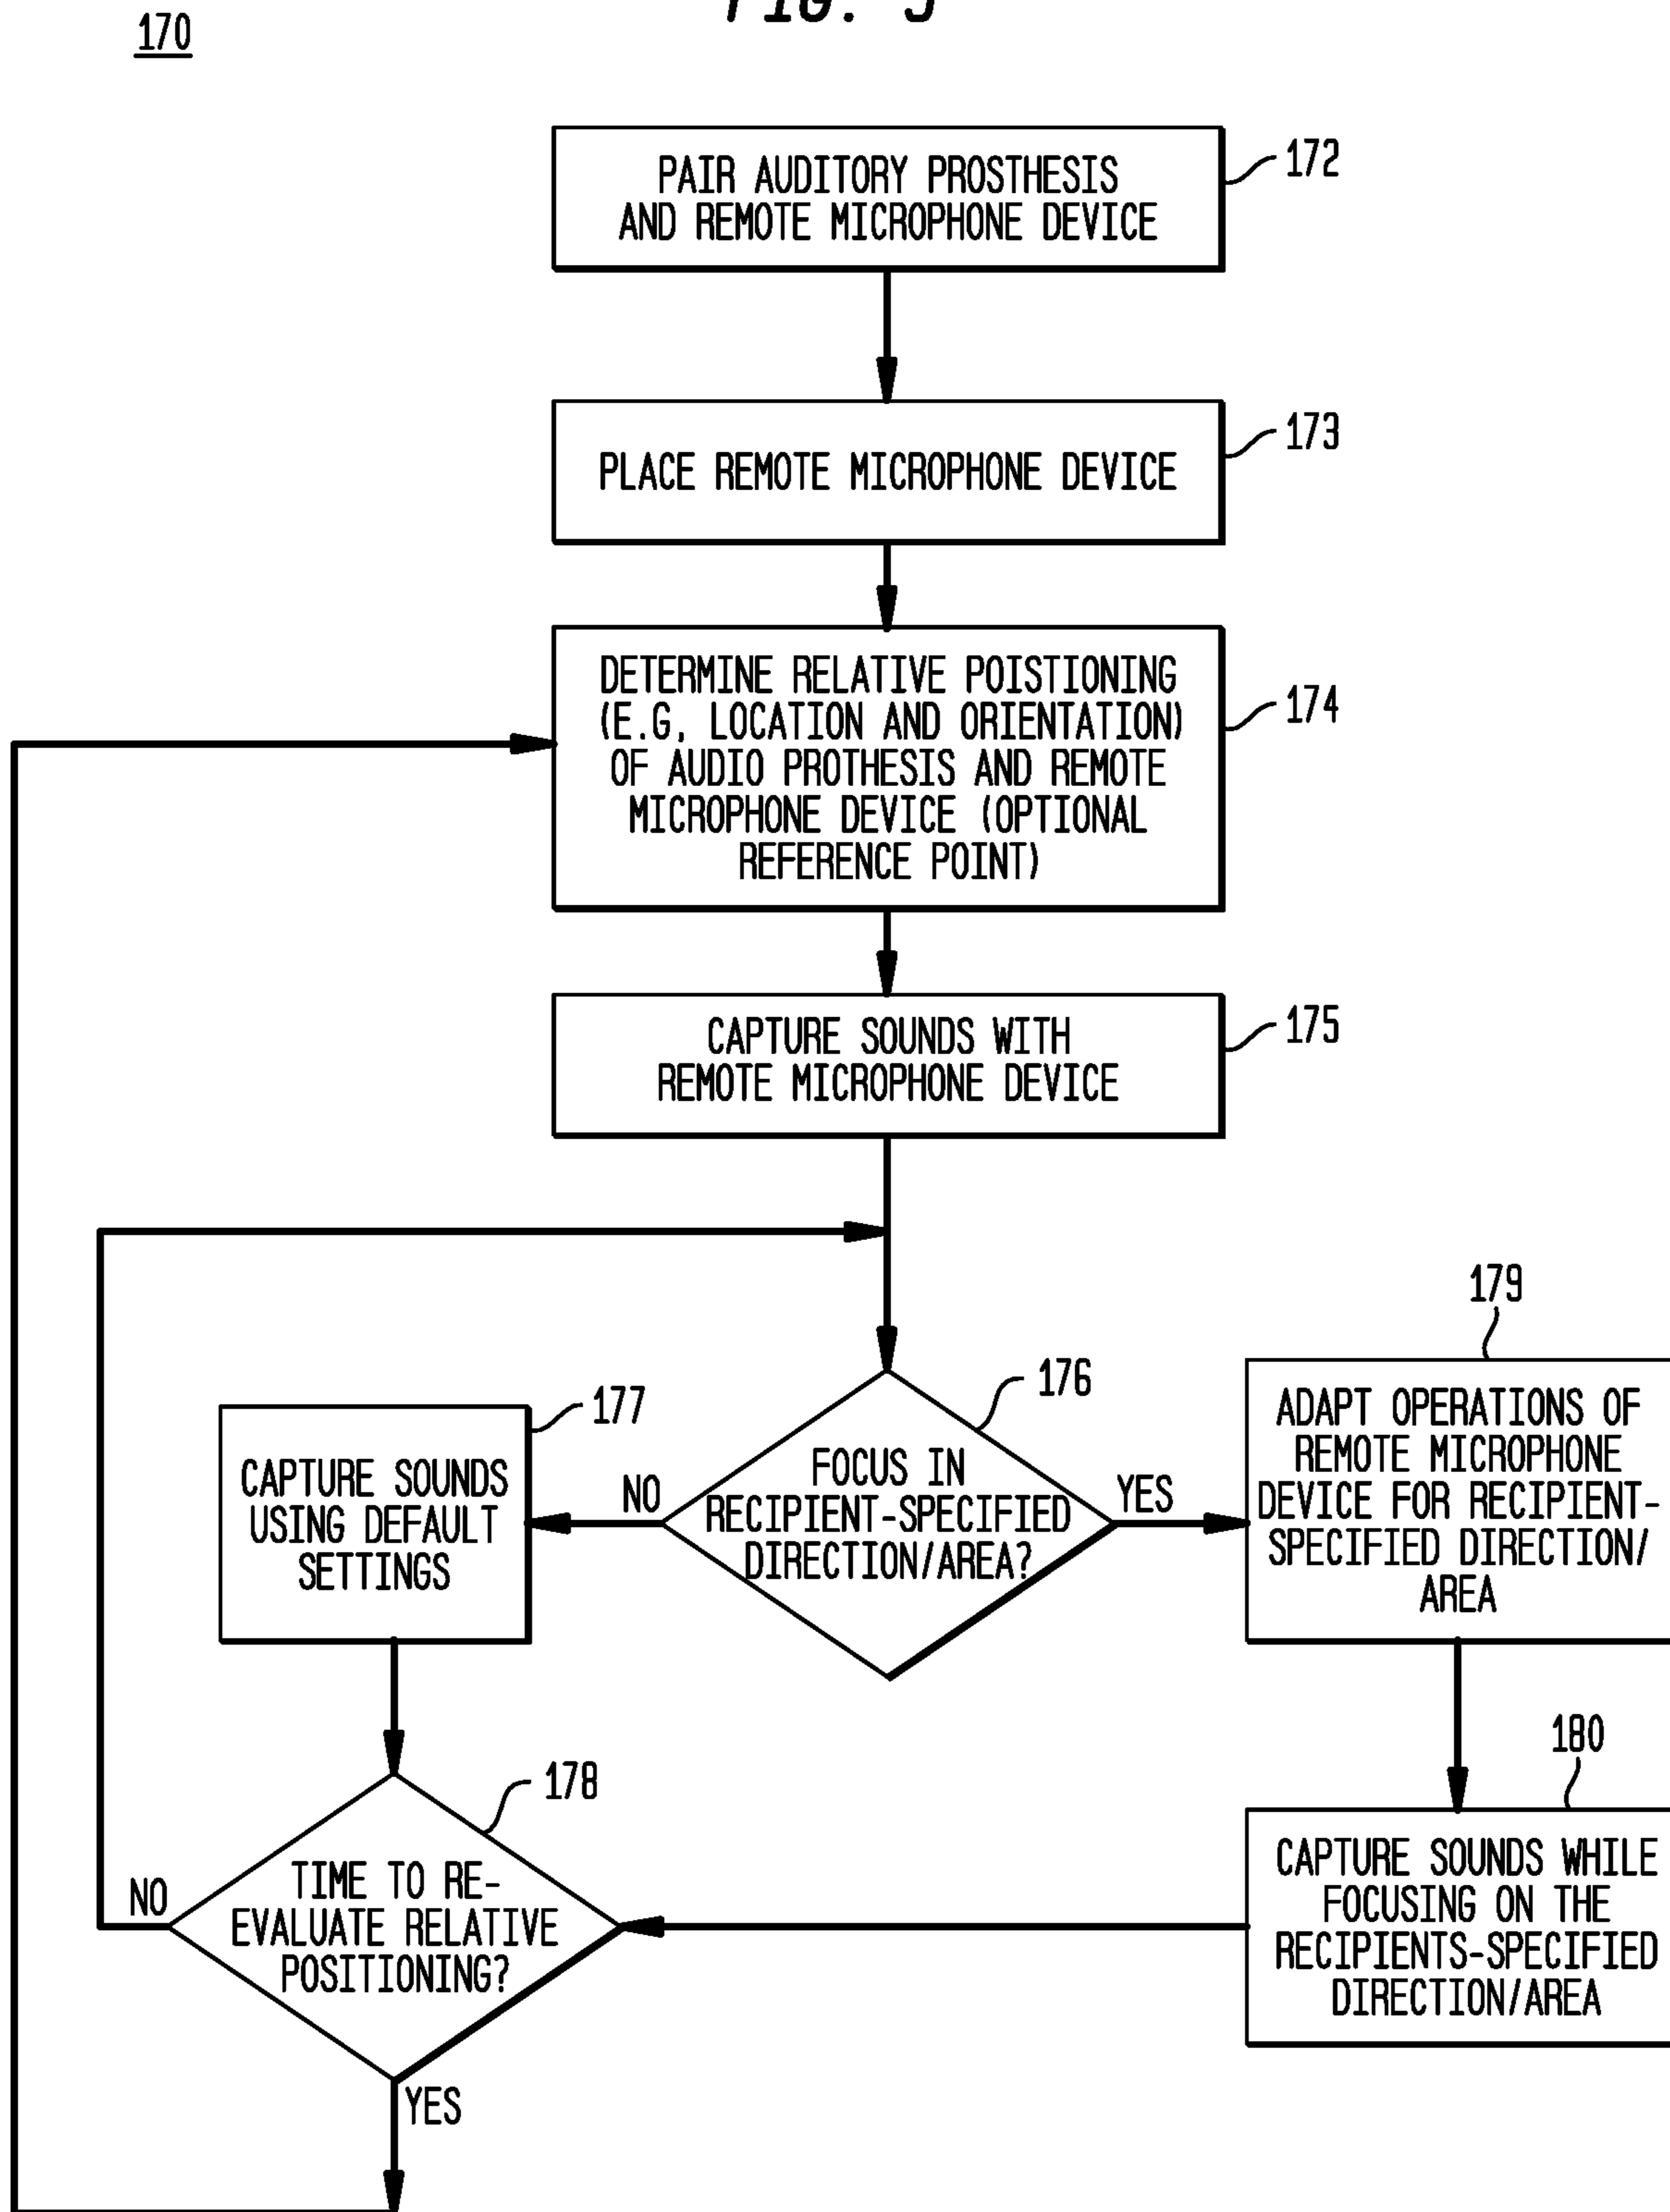 FIG.
170
PAIR AUDITORY PROSTHESIS
AND REMOTE MICROPHONE DEVICE
172
PLACE REMOTE MICROPHONE DEVICE
173
DETERMINE RELATIVE POISTIONING
(E.G, LOCATION AND ORIENTATION)
OF AUDIO PROTHESIS AND REMOTE
MICROPHONE DEVICE (OPTIONAL
REFERENCE POINT)
174
CAPTURE SOUNDS WITH
REMOTE MICROPHONE DEVICE
175
FOCUS IN
RECIPIENT-SPECIFIED
DIRECTION/AREA?
176
NO
YES
CAPTURE SOUNDS
USING DEFAULT
SETTINGS
177
179
ADAPT OPERATIONS OF
REMOTE MICROPHONE
DEVICE FOR RECIPIENT-
SPECIFIED DIRECTION/
AREA
180
CAPTURE SOUNDS WHILE
FOCUSING ON THE
RECIPIENTS-SPECIFIED
DIRECTION/AREA
178
TIME TO RE-
EVALUATE RELATIVE
POSITIONING?
NO
YES